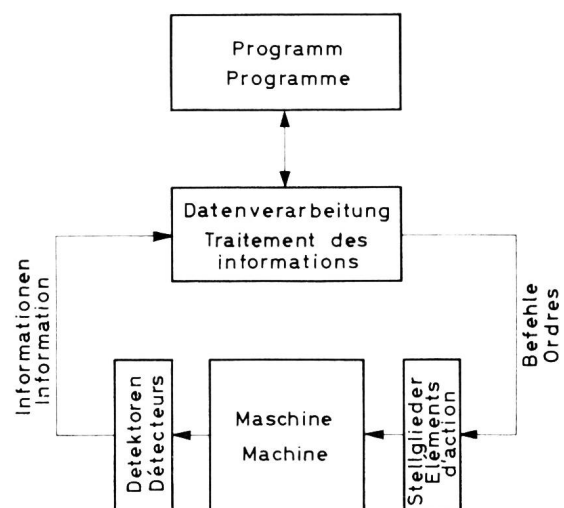 Programm
Programme
Datenverarbeitung
Traitement des
informations
Informationen
Information
Befehle
Ordres
Detektoren
Détecteurs
Maschine
Machine
Stellglieder
Eléments
d'action